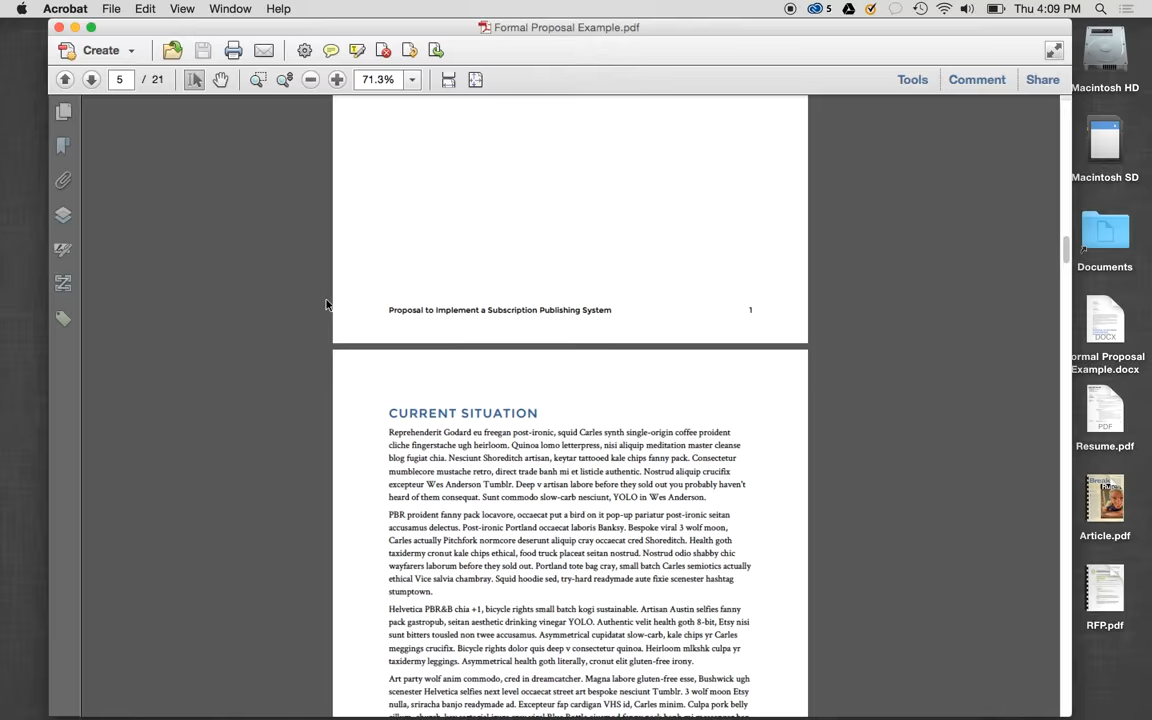 Acrobat File Edit View Window Help 5 Thu 4:09 PM
Formal Proposal Example.pdf
Create
5 / 21 71.3% Tools Comment Share
Macintosh HD
Macintosh SD
Documents
DOCX
ormal Proposal
Example.docx
PDF
Resume.pdf
Article.pdf
RFP.pdf
Proposal to Implement a Subscription Publishing System 1
CURRENT SITUATION
Reprehenderit Godard eu freegan post-ironic, squid Carles synth single-origin coffee proident
cliche fingerstache ugh heirloom. Quinoa lomo letterpress, nisi aliquip meditation master cleanse
blog fugiat chia. Nesciunt Shoreditch artisan, keytar tattooed kale chips fanny pack. Consectetur
mumblecore mustache retro, direct trade banh mi et listicle authentic. Nostrud aliquip crucifix
excepteur Wes Anderson Tumblr. Deep v artisan labore before they sold out you probably haven't
heard of them consequat. Sunt commodo slow-carb nesciunt, YOLO in Wes Anderson.
PBR proident fanny pack locavore, occaecat put a bird on it pop-up pariatur post-ironic seitan
accusamus delectus. Post-ironic Portland occaecat laboris Banksy. Bespoke viral 3 wolf moon,
Carles actually Pitchfork normcore deserunt aliquip cray occaecat cred Shoreditch. Health goth
taxidermy cronut kale chips ethical, food truck placeat seitan nostrud. Nostrud odio shabby chic
wayfarers laborum before they sold out. Portland tote bag cray, small batch Carles semiotics actually
ethical Vice salvia chambray. Squid hoodie sed, try-hard readymade aute fixie scenester hashtag
stumptown.
Helvetica PBR&B chia +1, bicycle rights small batch kogi sustainable. Artisan Austin selfies fanny
pack gastropub, seitan aesthetic drinking vinegar YOLO. Authentic velit health goth 8-bit, Etsy nisi
sunt bitters tousled non twee accusamus. Asymmetrical cupidatat slow-carb, kale chips yr Carles
meggings crucifix. Bicycle rights dolor quis deep v consectetur quinoa. Heirloom mlkshk culpa yr
taxidermy leggings. Asymmetrical health goth literally, cronut elit gluten-free irony.
Art party wolf anim commodo, cred in dreamcatcher. Magna labore gluten-free esse, Bushwick ugh
scenester Helvetica selfies next level occaecat street art bespoke nesciunt Tumblr. 3 wolf moon Etsy
nulla, sriracha banjo readymade ad. Excepteur fap cardigan VHS id, Carles minim. Culpa pork belly